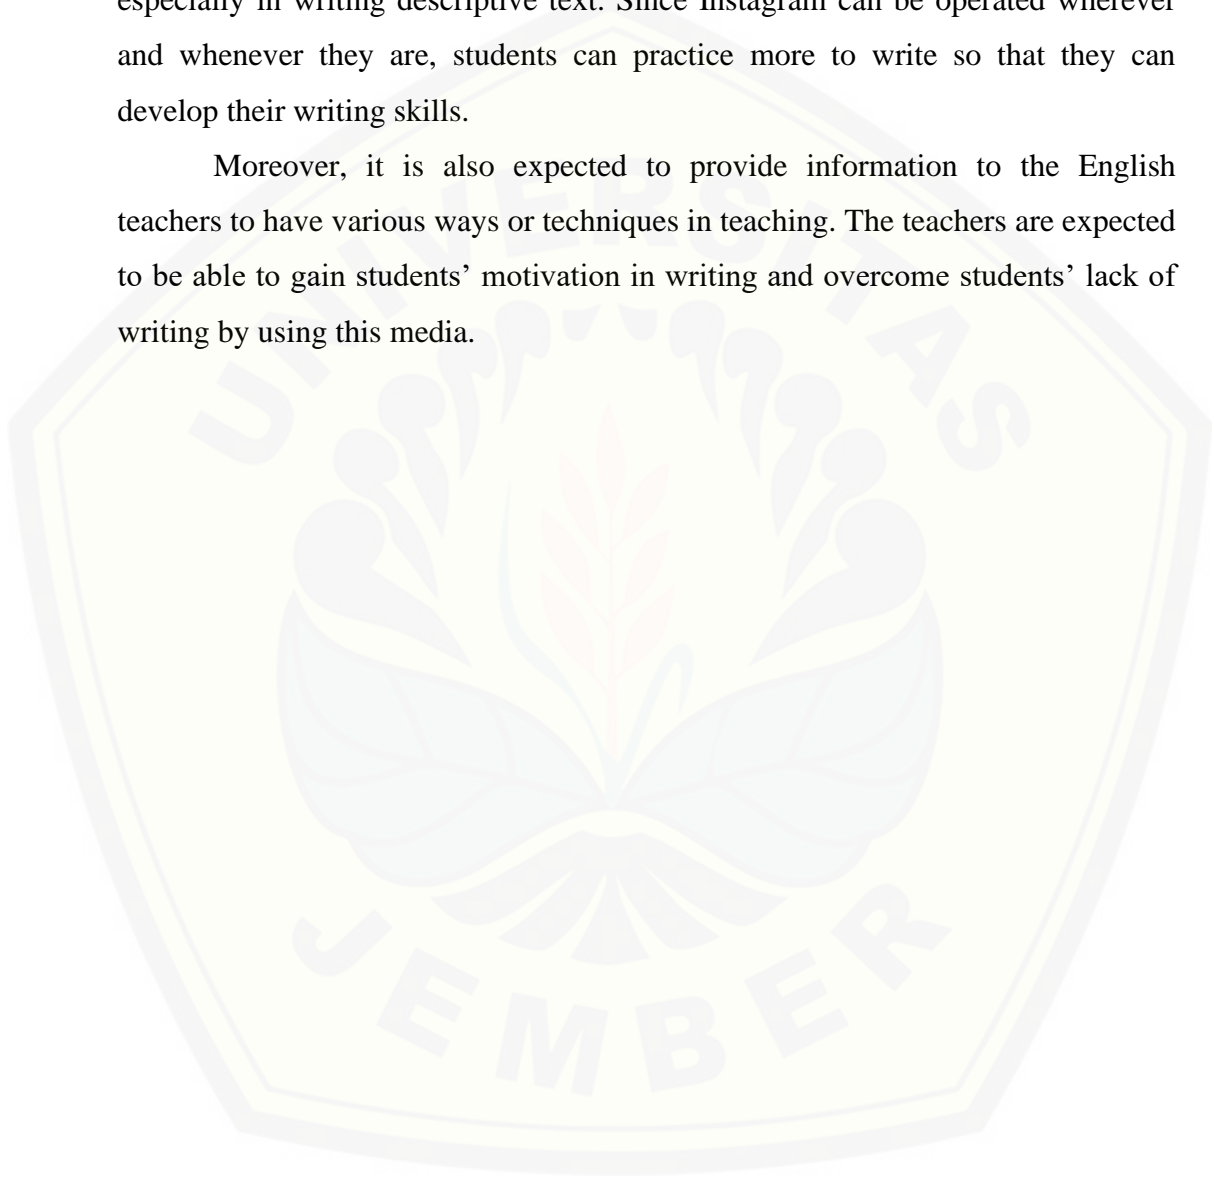 especially in writing descriptive text. Since Instagram can be operated wherever
and whenever they are, students can practice more to write so that they can
develop their writing skills.
Moreover, it is also expected to provide information to the English
teachers to have various ways or techniques in teaching. The teachers are expected
to be able to gain students’ motivation in writing and overcome students’ lack of
writing by using this media.
UNIVERSITAS
JEMBER